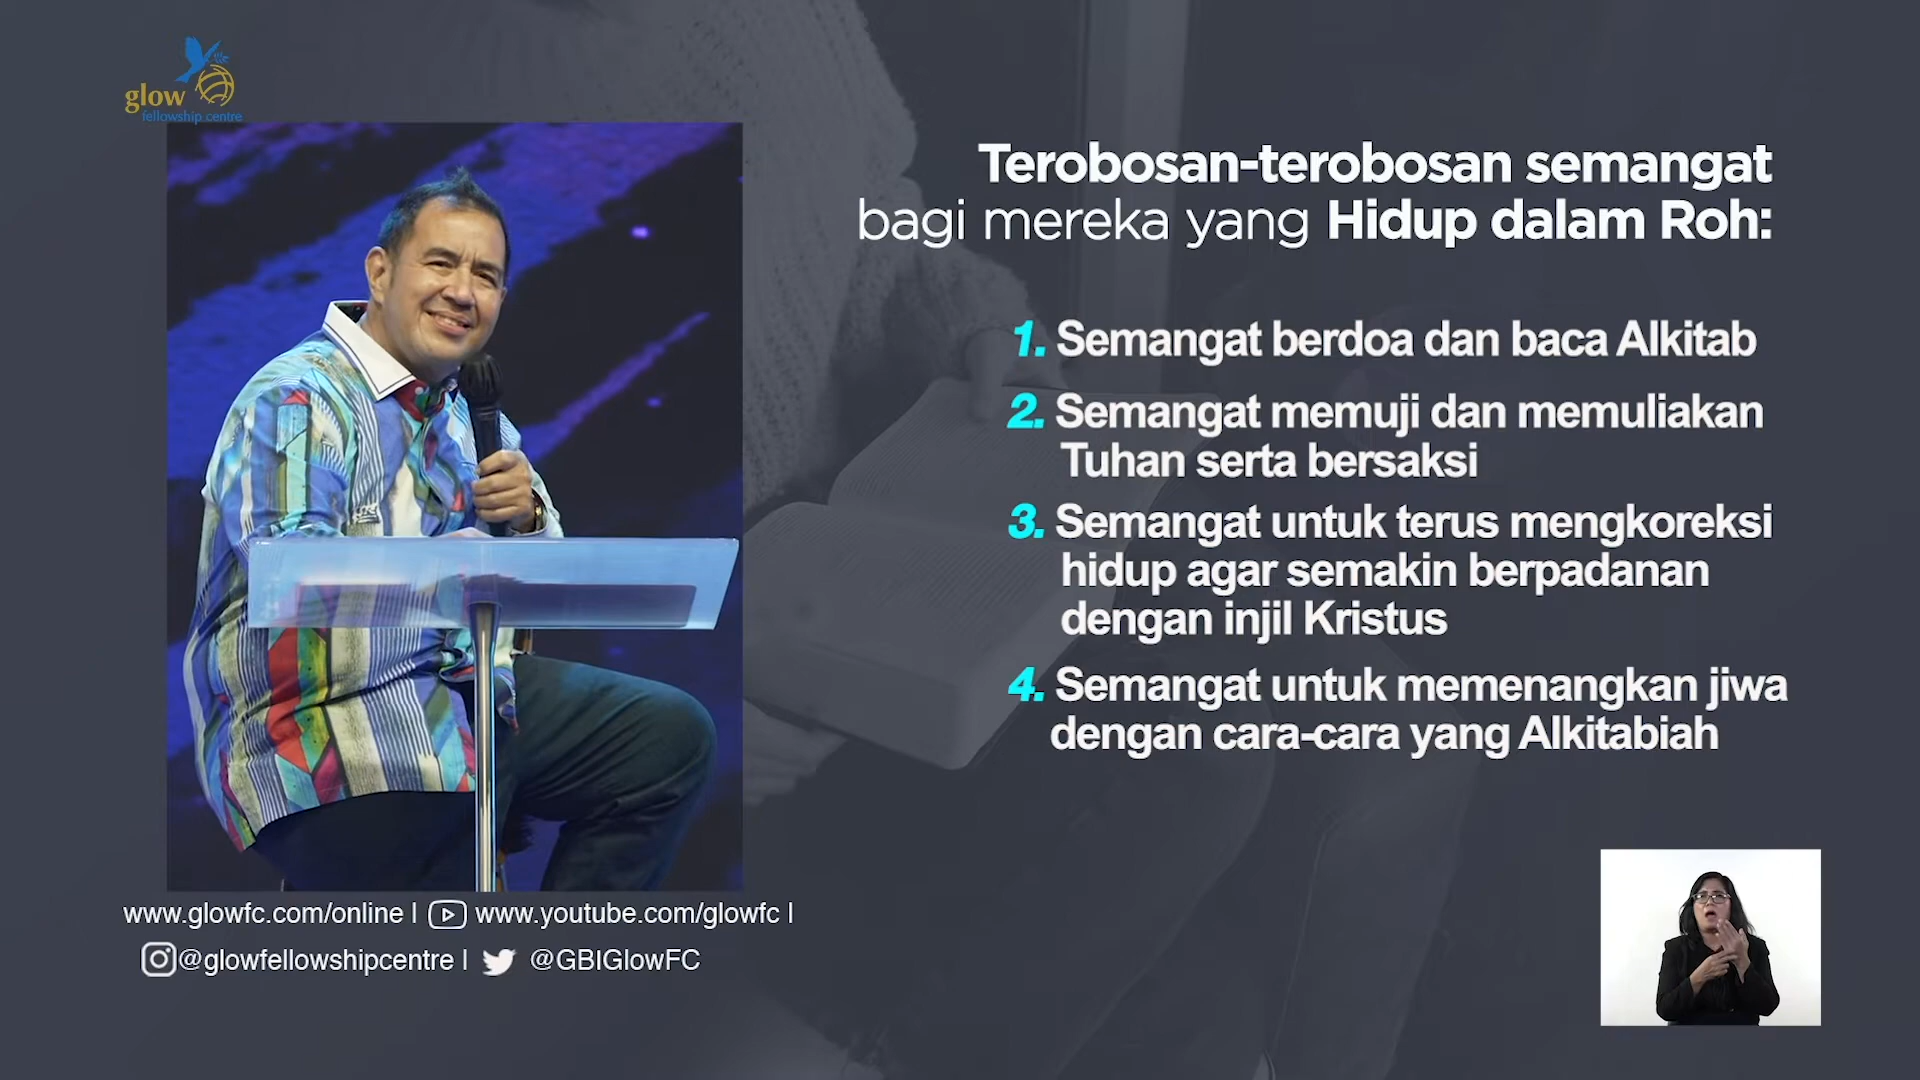 glow
fellowship centre
Terobosan-terobosan semangat
bagi mereka yang Hidup dalam Roh:
1. Semangat berdoa dan baca Alkitab
2. Semangat memuji dan memuliakan
Tuhan serta bersaksi
3. Semangat untuk terus mengkoreksi
hidup agar semakin berpadanan
dengan injil Kristus
4. Semangat untuk memenangkan jiwa
dengan cara-cara yang Alkitabiah
www.glowfc.com/online | www.youtube.com/glowfc |
@glowfellowshipcentre | @GBIGlowFC